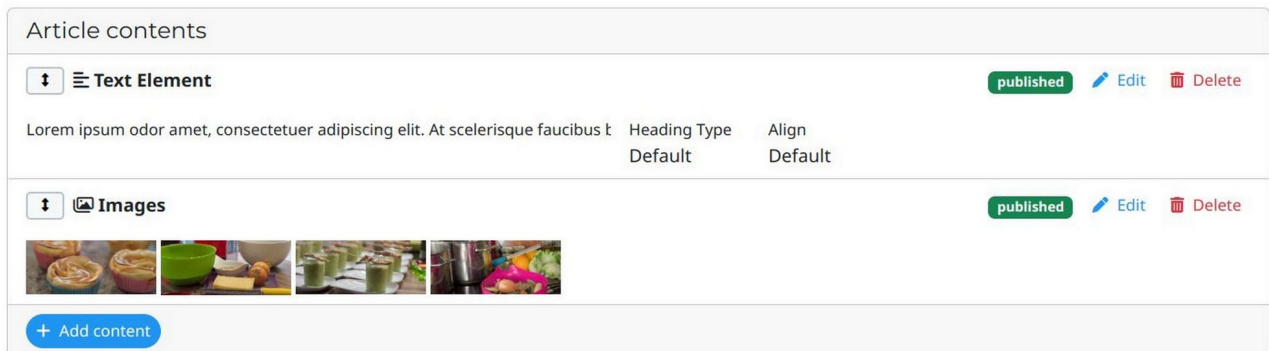 Article contents
Text Element
published
Edit
Delete
Lorem ipsum odor amet, consectetuer adipiscing elit. At scelerisque faucibus
Heading Type
Align
Default
Default
Images
published
Edit
Delete
+ Add content